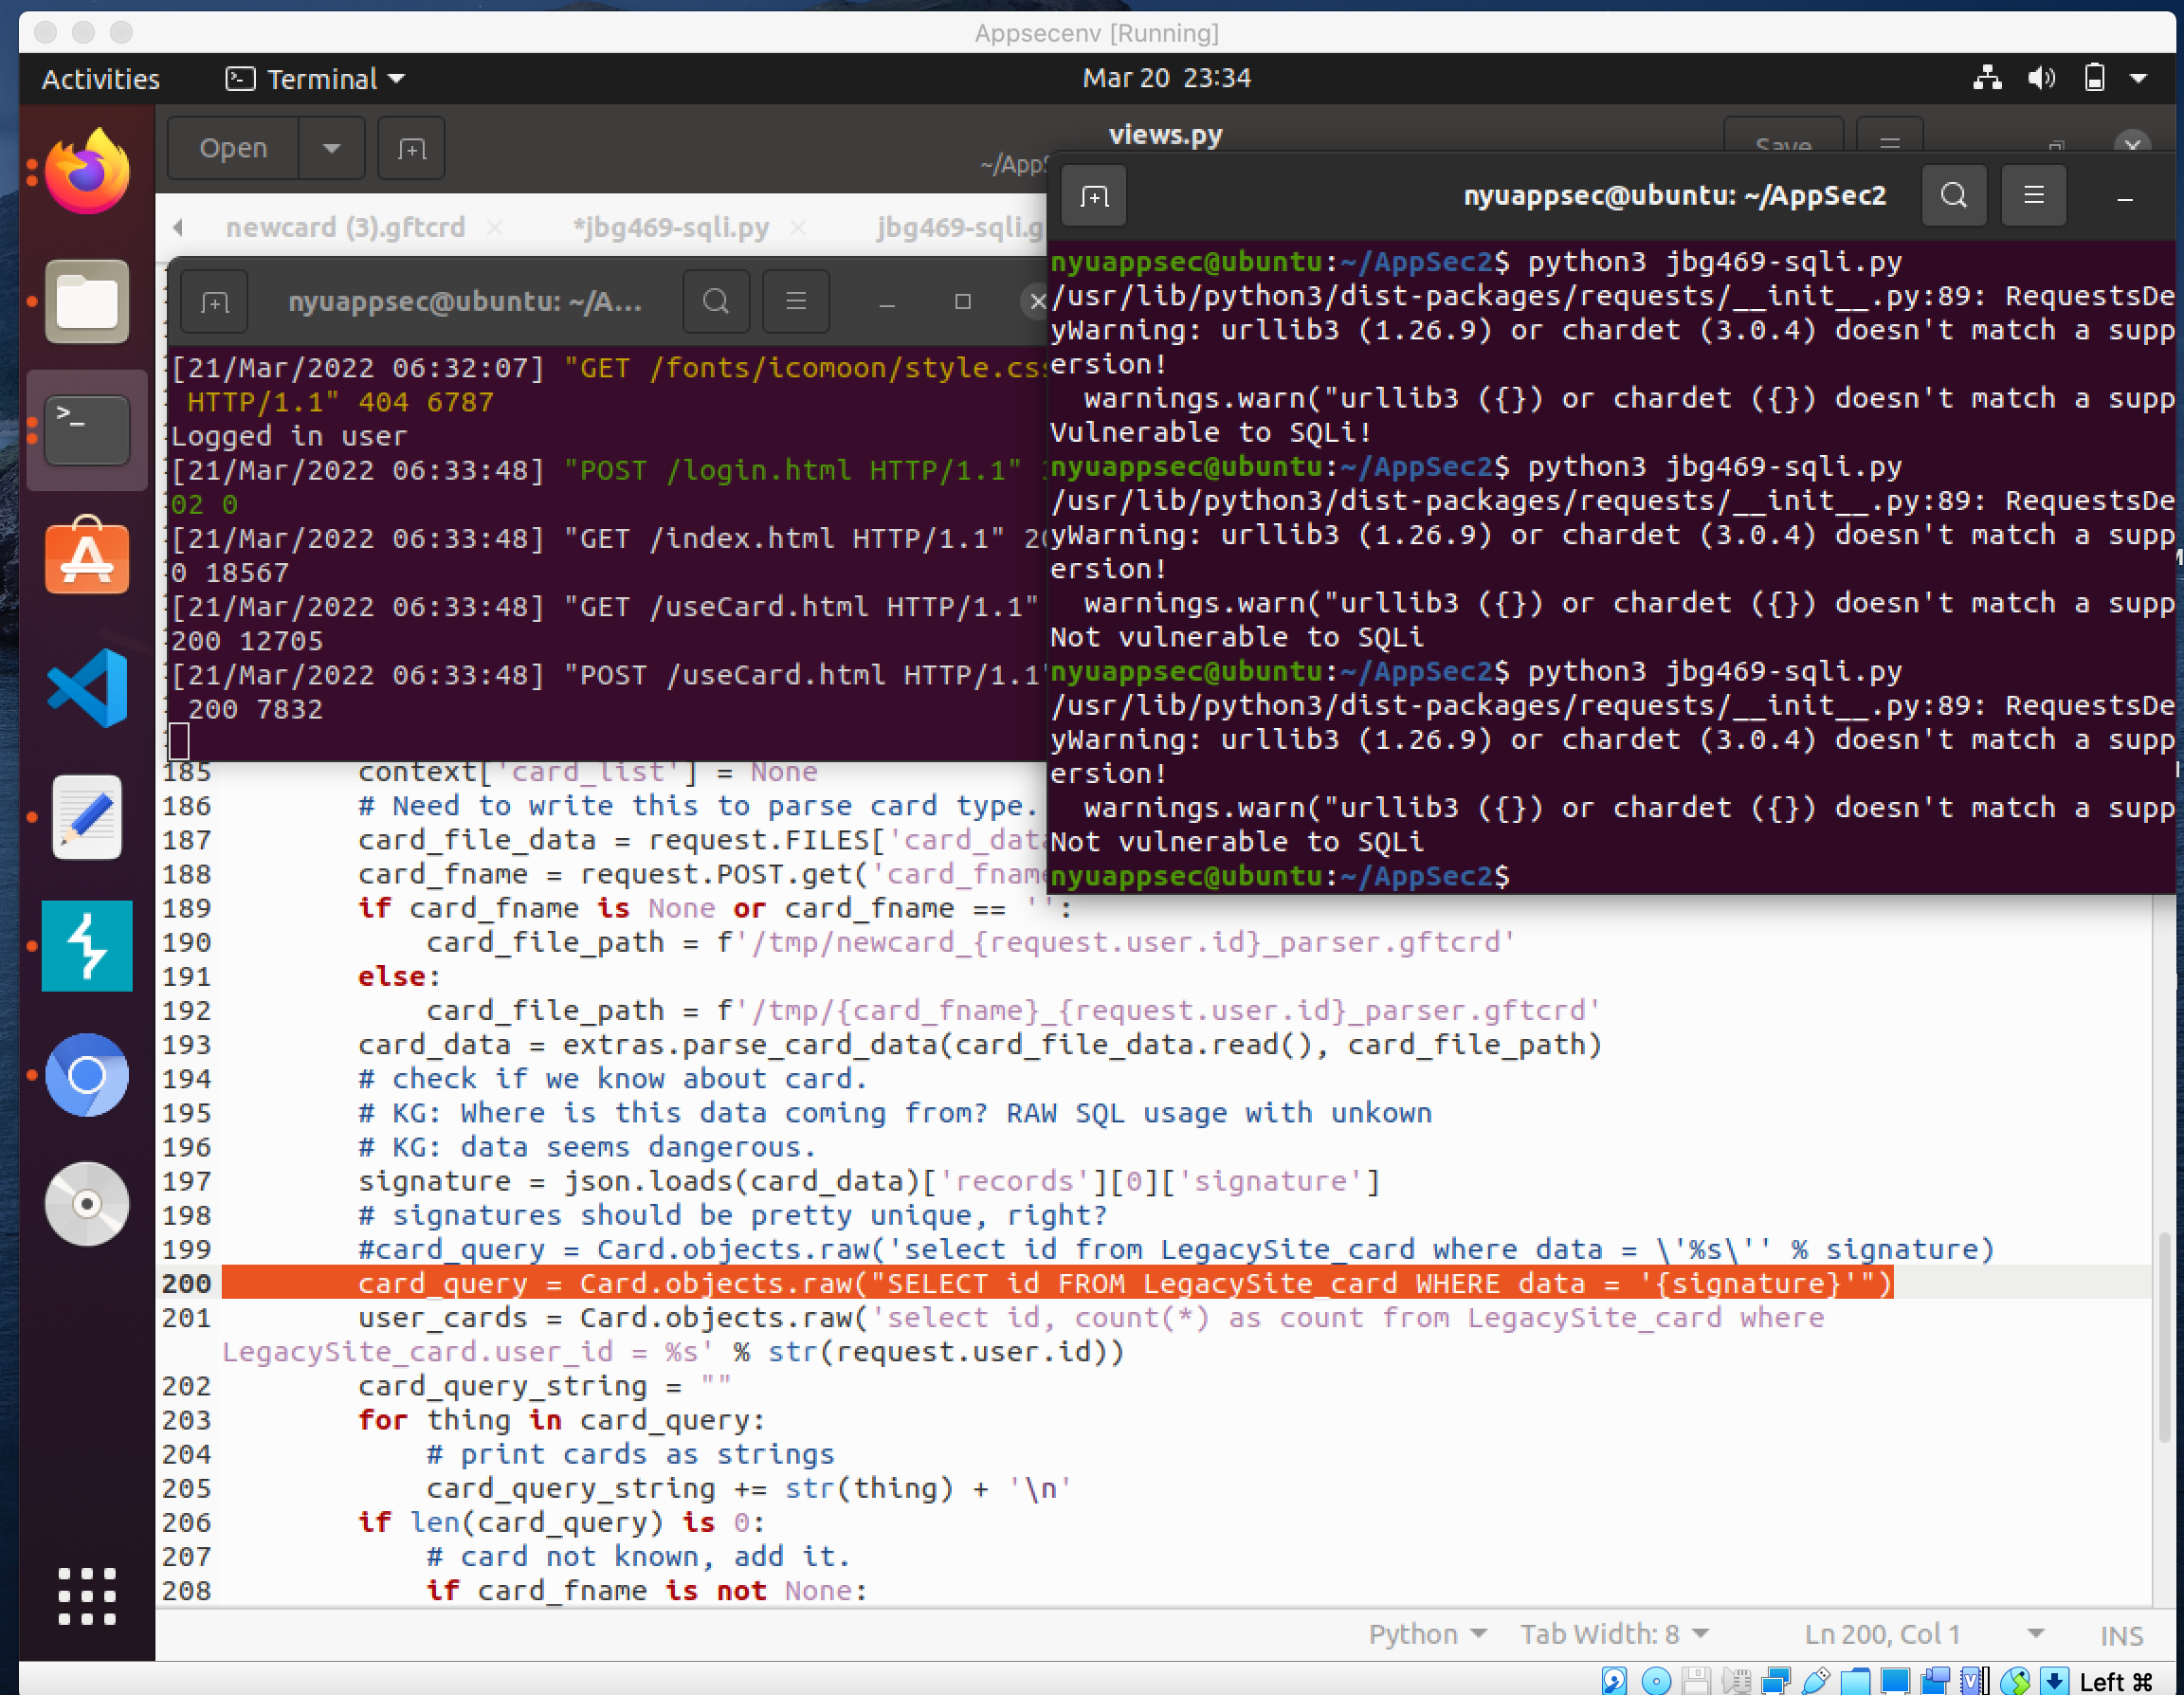 Appsecenv [Running]
Activities
Terminal
Mar 20 23:34
Open
views.py
~/AppS
Save
newcard (3).gftcrd
*jbg469-sqli.py
jbg469-sqli.g
nyuappsec@ubuntu: ~/A...
[21/Mar/2022 06:32:07] "GET /fonts/icomoon/style.css
HTTP/1.1" 404 6787
Logged in user
[21/Mar/2022 06:33:48] "POST /login.html HTTP/1.1"
02 0
[21/Mar/2022 06:33:48] "GET /index.html HTTP/1.1" 20
0 18567
[21/Mar/2022 06:33:48] "GET /useCard.html HTTP/1.1"
200 12705
[21/Mar/2022 06:33:48] "POST /useCard.html HTTP/1.1"
200 7832
nyuappsec@ubuntu: ~/AppSec2
nyuappsec@ubuntu:~/AppSec2$ python3 jbg469-sqli.py
/usr/lib/python3/dist-packages/requests/__init__.py:89: RequestsDe
yWarning: urllib3 (1.26.9) or chardet (3.0.4) doesn't match a supp
ersion!
warnings.warn("urllib3 ({}) or chardet ({}) doesn't match a supp
Vulnerable to SQLi!
nyuappsec@ubuntu:~/AppSec2$ python3 jbg469-sqli.py
/usr/lib/python3/dist-packages/requests/__init__.py:89: RequestsDe
yWarning: urllib3 (1.26.9) or chardet (3.0.4) doesn't match a supp
ersion!
warnings.warn("urllib3 ({}) or chardet ({}) doesn't match a supp
Not vulnerable to SQLi
nyuappsec@ubuntu:~/AppSec2$ python3 jbg469-sqli.py
/usr/lib/python3/dist-packages/requests/__init__.py:89: RequestsDe
yWarning: urllib3 (1.26.9) or chardet (3.0.4) doesn't match a supp
ersion!
warnings.warn("urllib3 ({}) or chardet ({}) doesn't match a supp
Not vulnerable to SQLi
nyuappsec@ubuntu:~/AppSec2$
185 context['card_list'] = None
186 # Need to write this to parse card type.
187 card_file_data = request.FILES['card_data
188 card_fname = request.POST.get('card_fname
189 if card_fname is None or card_fname == '':
190 card_file_path = f'/tmp/newcard_{request.user.id}_parser.gftcrd'
191 else:
192 card_file_path = f'/tmp/{card_fname}_{request.user.id}_parser.gftcrd'
193 card_data = extras.parse_card_data(card_file_data.read(), card_file_path)
194 # check if we know about card.
195 # KG: Where is this data coming from? RAW SQL usage with unkown
196 # KG: data seems dangerous.
197 signature = json.loads(card_data)['records'][0]['signature']
198 # signatures should be pretty unique, right?
199 #card_query = Card.objects.raw('select id from LegacySite_card where data = \'%s\'' % signature)
200 card_query = Card.objects.raw("SELECT id FROM LegacySite_card WHERE data = '{signature}'")
201 user_cards = Card.objects.raw('select id, count(*) as count from LegacySite_card where
LegacySite_card.user_id = %s' % str(request.user.id))
202 card_query_string = ""
203 for thing in card_query:
204 # print cards as strings
205 card_query_string += str(thing) + '\n'
206 if len(card_query) is 0:
207 # card not known, add it.
208 if card_fname is not None:
Python
Tab Width: 8
Ln 200, Col 1
INS
Left ⌘